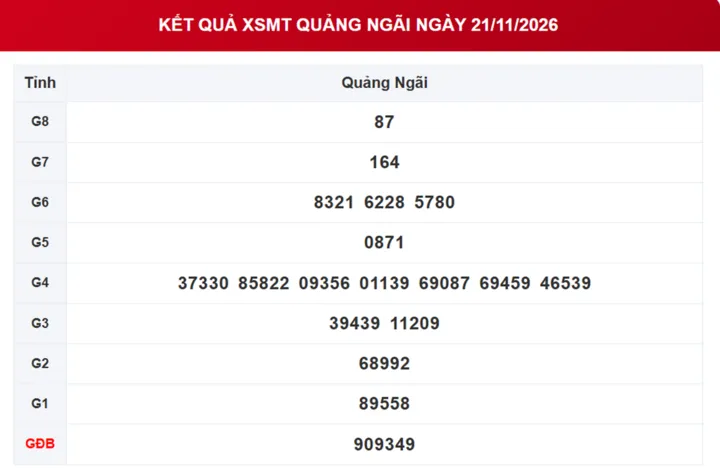 KẾT QUẢ XSMT QUẢNG NGÃI NGÀY 21/11/2026
Tỉnh Quảng Ngãi
G8 87
G7 164
G6 8321 6228 5780
G5 0871
G4 37330 85822 09356 01139 69087 69459 46539
G3 39439 11209
G2 68992
G1 89558
GĐB 909349